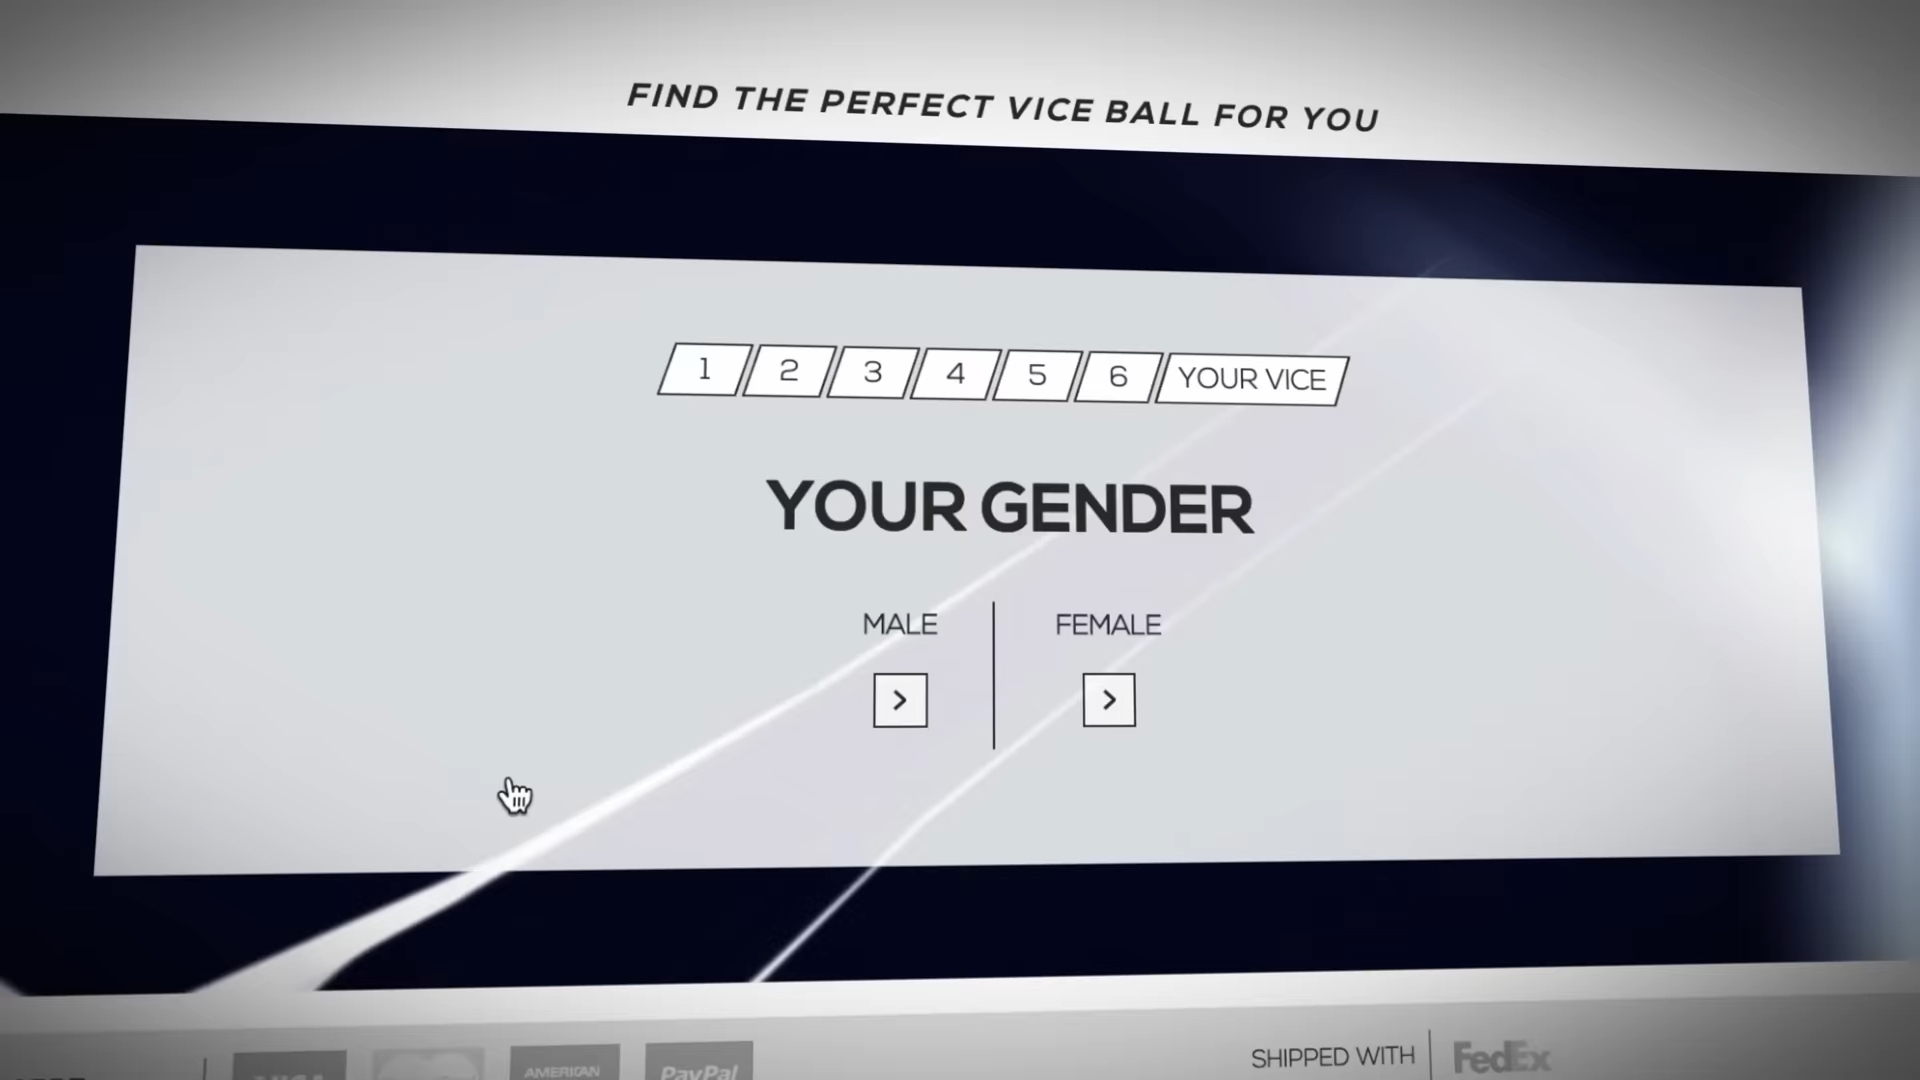 FIND THE PERFECT VICE BALL FOR YOU
1 2 3 4 5 6 YOUR VICE
YOUR GENDER
MALE FEMALE
> >
AMERICAN PayPal
SHIPPED WITH FedEx